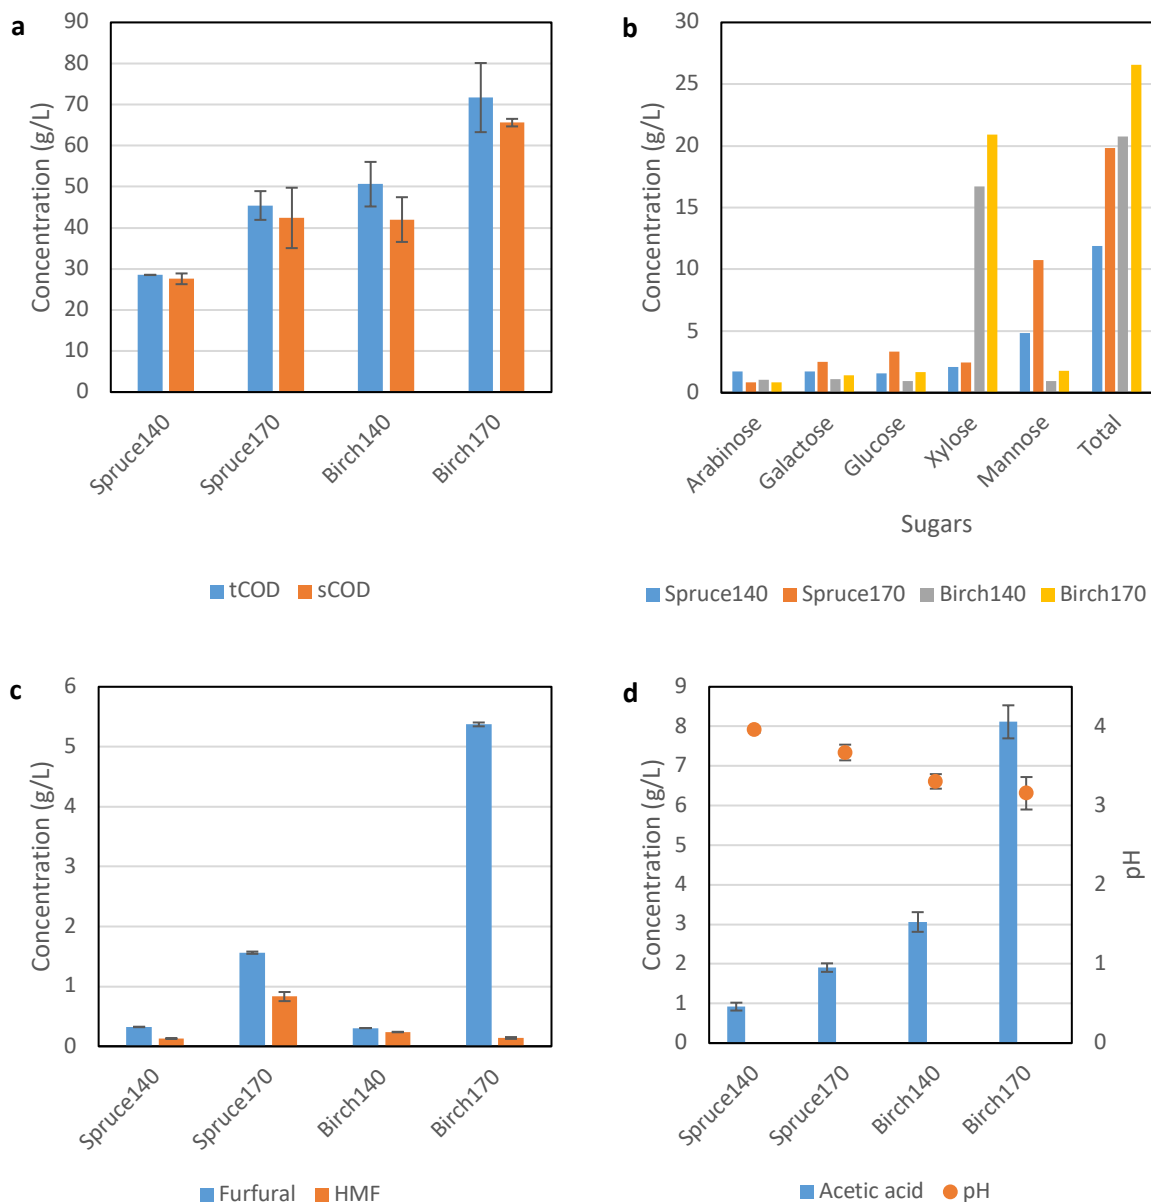 a
Concentration (g/L)
90
80
70
60
50
40
30
20
10
0
Spruce140
Spruce170
Birch140
Birch170
tCOD
sCOD
b
Concentration (g/L)
30
25
20
15
10
5
0
Arabinose
Galactose
Glucose
Xylose
Mannose
Total
Sugars
Spruce140
Spruce170
Birch140
Birch170
c
Concentration (g/L)
6
5
4
3
2
1
0
Spruce140
Spruce170
Birch140
Birch170
Furfural
HMF
d
Concentration (g/L)
9
8
7
6
5
4
3
2
1
0
4
3
2
1
0
pH
Spruce140
Spruce170
Birch140
Birch170
Acetic acid
pH